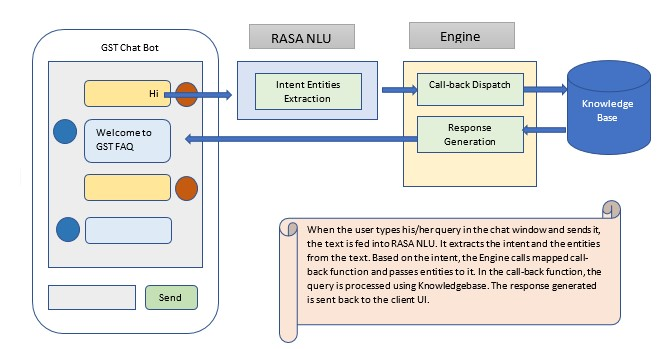 GST Chat Bot
RASA NLU
Engine
Hi
Intent Entities
Extraction
Call-back Dispatch
Knowledge
Base
Welcome to
GST FAQ
Response
Generation
Send
When the user types his/her query in the chat window and sends it,
the text is fed into RASA NLU. It extracts the intent and the entities
from the text. Based on the intent, the Engine calls mapped call-
back function and passes entities to it. In the call-back function, the
query is processed using Knowledgebase. The response generated
is sent back to the client UI.